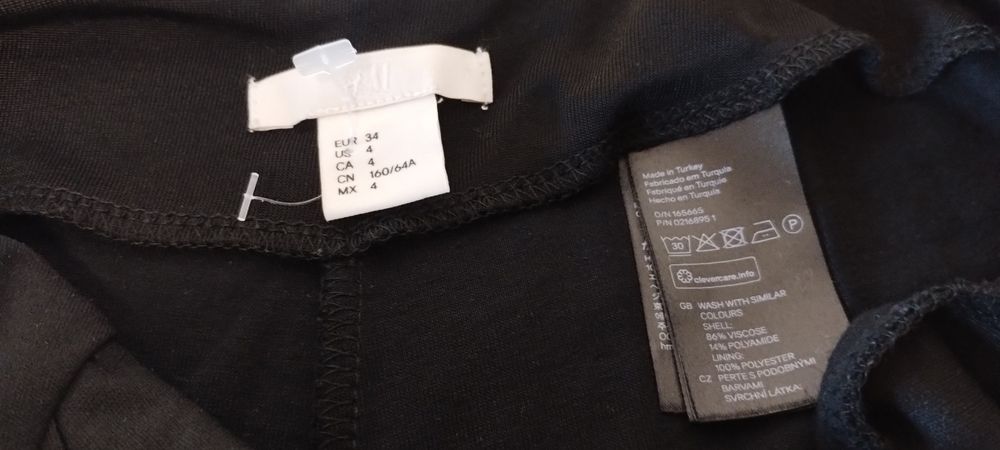 EUR 34
US 4
CA 4
CN 160/64A
MX 4
Made in Turkey
Fabricado em Turquia
Fabriqué en Turquie
Hecho en Turquía
D/N 165665
P/N 0216895 1
30
P
clevercare.info
GB WASH WITH SIMILAR
COLOURS
SHELL:
86% VISCOSE
14% POLYAMIDE
LINING:
100% POLYESTER
CZ PERTE S PODOBNÝMI
BARVAMI
SVRCHNÍ LÁTKA: